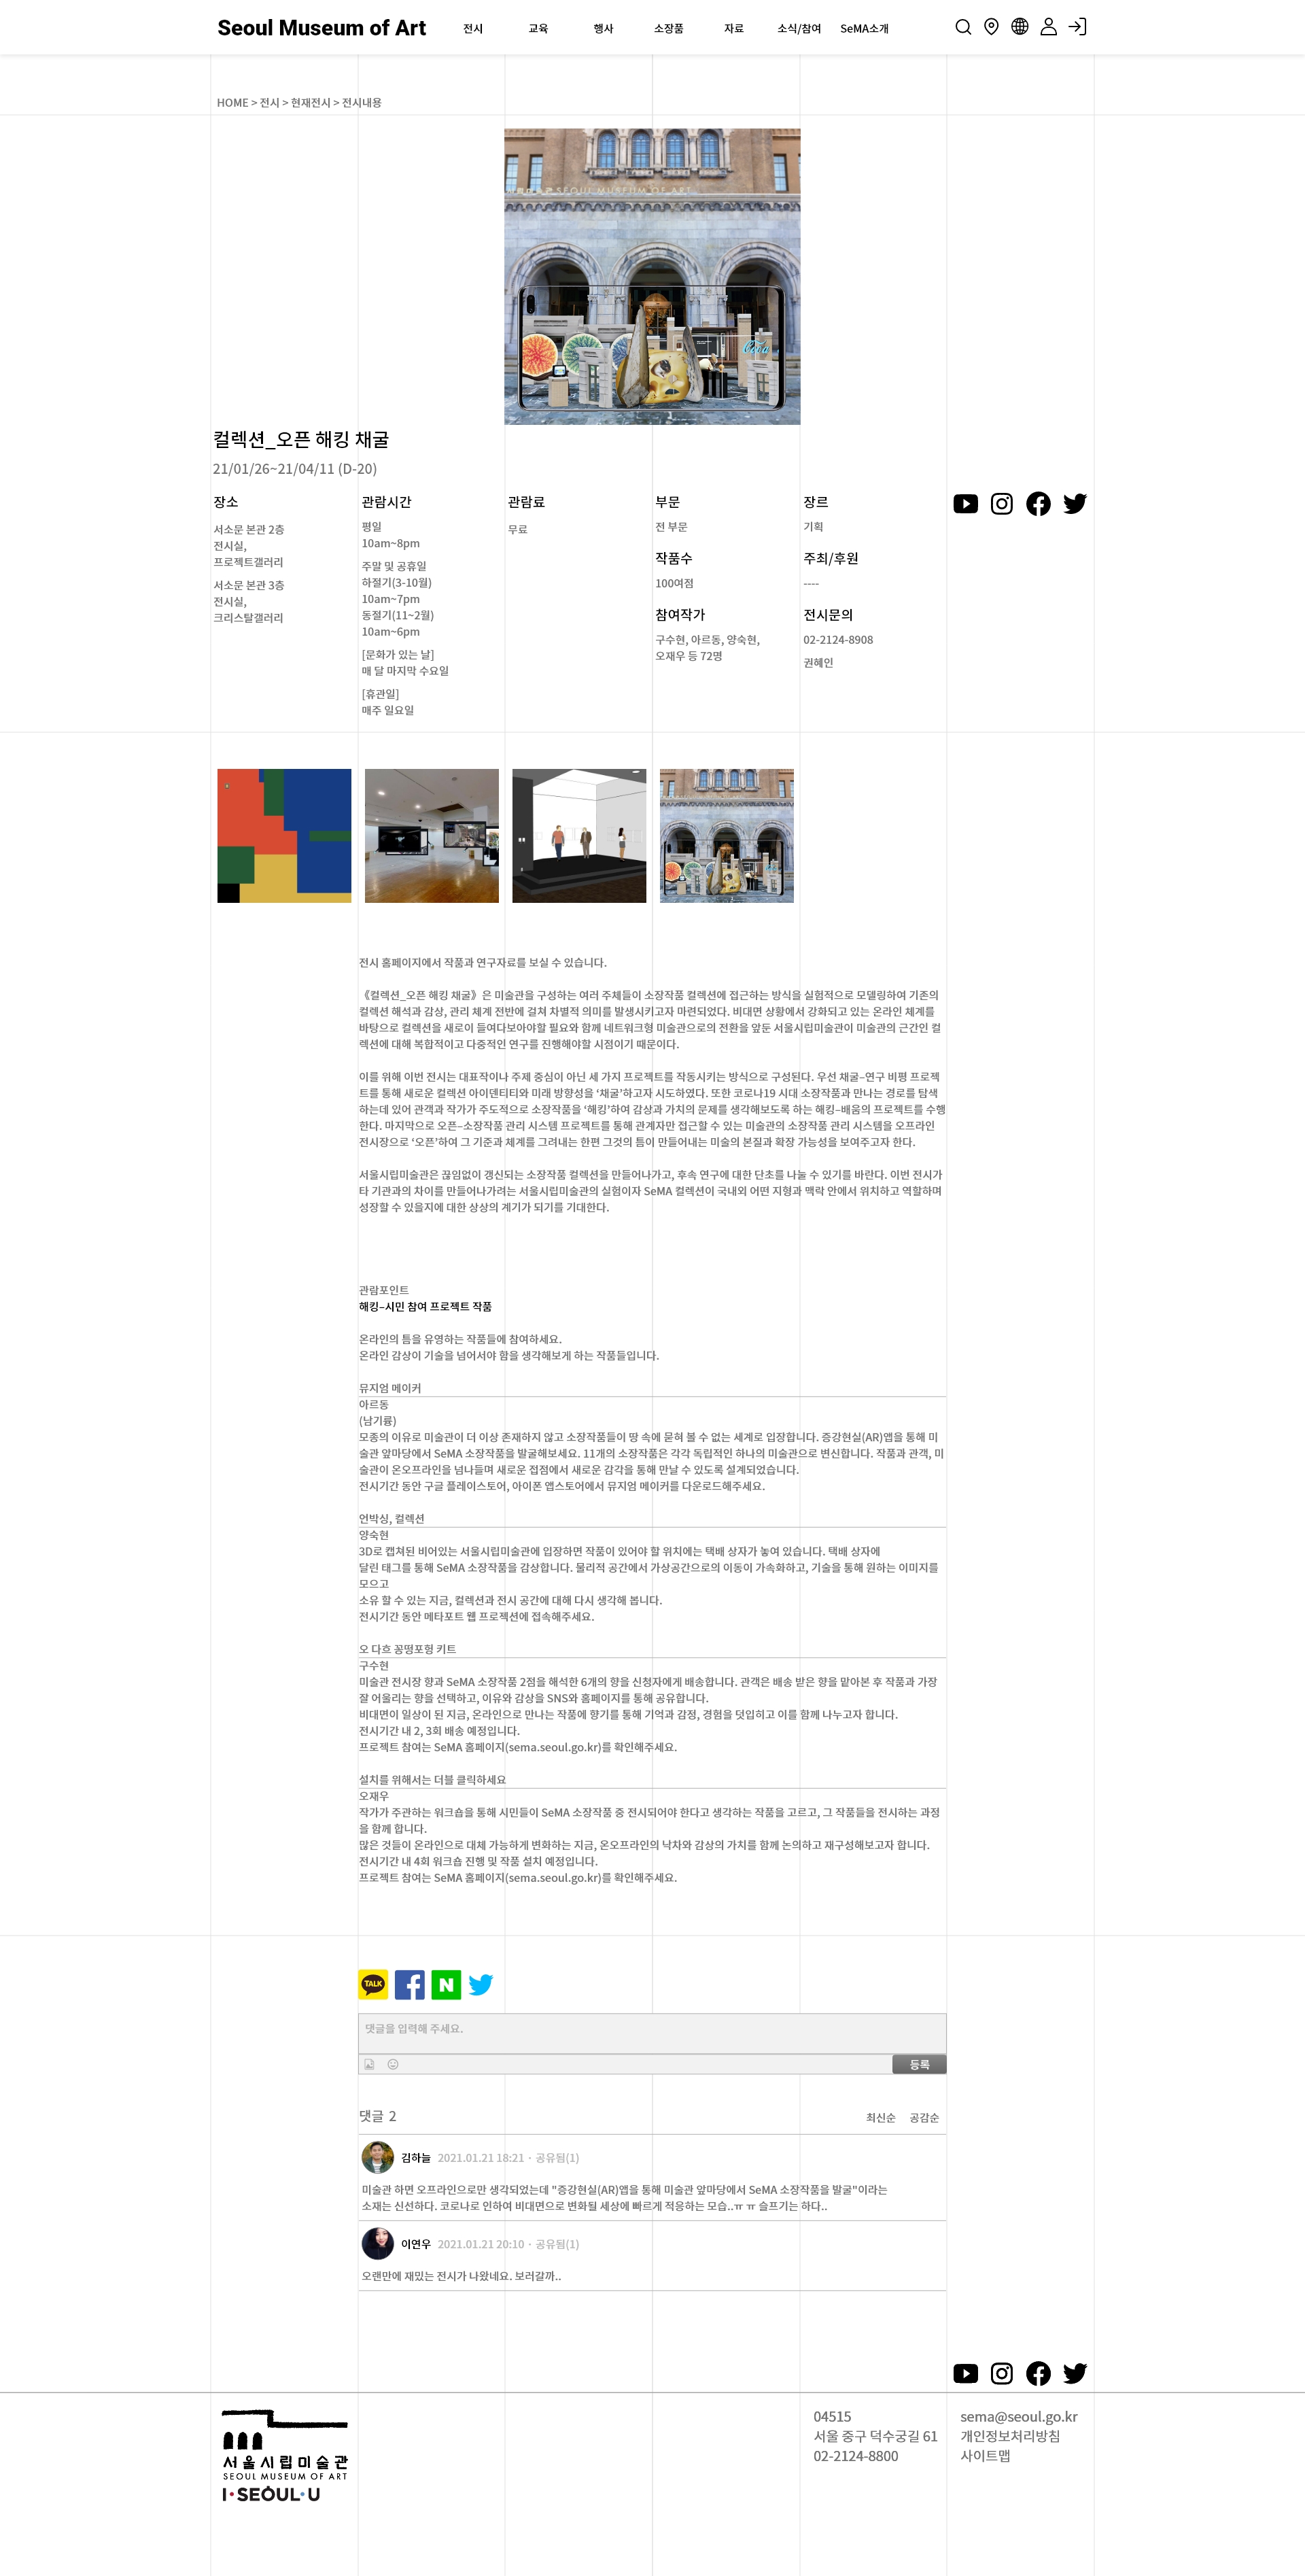 Seoul Museum of Art
전시 교육 행사 소장품 자료 소식/참여 SeMA소개
HOME > 전시 > 현재전시 > 전시내용
SEOUL MUSEUM OF ART
Coca
컬렉션_오픈 해킹 채굴
21/01/26~21/04/11 (D-20)
장소
서소문 본관 2층
전시실,
프로젝트갤러리
서소문 본관 3층
전시실,
크리스탈갤러리
관람시간
평일
10am~8pm
주말 및 공휴일
하절기(3-10월)
10am~7pm
동절기(11~2월)
10am~6pm
[문화가 있는 날]
매 달 마지막 수요일
[휴관일]
매주 일요일
관람료
무료
부문
전 부문
작품수
100여점
참여작가
구수현, 아르동, 양숙현,
오재우 등 72명
장르
기획
주최/후원
----
전시문의
02-2124-8908
권혜인
전시 홈페이지에서 작품과 연구자료를 보실 수 있습니다.
《컬렉션_오픈 해킹 채굴》은 미술관을 구성하는 여러 주체들이 소장작품 컬렉션에 접근하는 방식을 실험적으로 모델링하여 기존의
컬렉션 해석과 감상, 관리 체계 전반에 걸쳐 차별적 의미를 발생시키고자 마련되었다. 비대면 상황에서 강화되고 있는 온라인 체계를
바탕으로 컬렉션을 새로이 들여다보아야할 필요와 함께 네트워크형 미술관으로의 전환을 앞둔 서울시립미술관이 미술관의 근간인 컬
렉션에 대해 복합적이고 다중적인 연구를 진행해야할 시점이기 때문이다.
이를 위해 이번 전시는 대표작이나 주제 중심이 아닌 세 가지 프로젝트를 작동시키는 방식으로 구성된다. 우선 채굴–연구 비평 프로젝
트를 통해 새로운 컬렉션 아이덴티티와 미래 방향성을 ‘채굴’하고자 시도하였다. 또한 코로나19 시대 소장작품과 만나는 경로를 탐색
하는데 있어 관객과 작가가 주도적으로 소장작품을 ‘해킹’하여 감상과 가치의 문제를 생각해보도록 하는 해킹–배움의 프로젝트를 수행
한다. 마지막으로 오픈–소장작품 관리 시스템 프로젝트를 통해 관계자만 접근할 수 있는 미술관의 소장작품 관리 시스템을 오프라인
전시장으로 ‘오픈’하여 그 기준과 체계를 그려내는 한편 그것의 틈이 만들어내는 미술의 본질과 확장 가능성을 보여주고자 한다.
서울시립미술관은 끊임없이 갱신되는 소장작품 컬렉션을 만들어나가고, 후속 연구에 대한 단초를 나눌 수 있기를 바란다. 이번 전시가
타 기관과의 차이를 만들어나가려는 서울시립미술관의 실험이자 SeMA 컬렉션이 국내외 어떤 지형과 맥락 안에서 위치하고 역할하며
성장할 수 있을지에 대한 상상의 계기가 되기를 기대한다.
관람포인트
해킹–시민 참여 프로젝트 작품
온라인의 틈을 유영하는 작품들에 참여하세요.
온라인 감상이 기술을 넘어서야 함을 생각해보게 하는 작품들입니다.
뮤지엄 메이커
아르동
(남기륭)
모종의 이유로 미술관이 더 이상 존재하지 않고 소장작품들이 땅 속에 묻혀 볼 수 없는 세계로 입장합니다. 증강현실(AR)앱을 통해 미
술관 앞마당에서 SeMA 소장작품을 발굴해보세요. 11개의 소장작품은 각각 독립적인 하나의 미술관으로 변신합니다. 작품과 관객, 미
술관이 온오프라인을 넘나들며 새로운 접점에서 새로운 감각을 통해 만날 수 있도록 설계되었습니다.
전시기간 동안 구글 플레이스토어, 아이폰 앱스토어에서 뮤지엄 메이커를 다운로드해주세요.
언박싱, 컬렉션
양숙현
3D로 캡쳐된 비어있는 서울시립미술관에 입장하면 작품이 있어야 할 위치에는 택배 상자가 놓여 있습니다. 택배 상자에
달린 태그를 통해 SeMA 소장작품을 감상합니다. 물리적 공간에서 가상공간으로의 이동이 가속화하고, 기술을 통해 원하는 이미지를
모으고
소유 할 수 있는 지금, 컬렉션과 전시 공간에 대해 다시 생각해 봅니다.
전시기간 동안 메타포트 웹 프로젝션에 접속해주세요.
오 다흐 꽁떵포헝 키트
구수현
미술관 전시장 향과 SeMA 소장작품 2점을 해석한 6개의 향을 신청자에게 배송합니다. 관객은 배송 받은 향을 맡아본 후 작품과 가장
잘 어울리는 향을 선택하고, 이유와 감상을 SNS와 홈페이지를 통해 공유합니다.
비대면이 일상이 된 지금, 온라인으로 만나는 작품에 향기를 통해 기억과 감정, 경험을 덧입히고 이를 함께 나누고자 합니다.
전시기간 내 2, 3회 배송 예정입니다.
프로젝트 참여는 SeMA 홈페이지(sema.seoul.go.kr)를 확인해주세요.
설치를 위해서는 더블 클릭하세요
오재우
작가가 주관하는 워크숍을 통해 시민들이 SeMA 소장작품 중 전시되어야 한다고 생각하는 작품을 고르고, 그 작품들을 전시하는 과정
을 함께 합니다.
많은 것들이 온라인으로 대체 가능하게 변화하는 지금, 온오프라인의 낙차와 감상의 가치를 함께 논의하고 재구성해보고자 합니다.
전시기간 내 4회 워크숍 진행 및 작품 설치 예정입니다.
프로젝트 참여는 SeMA 홈페이지(sema.seoul.go.kr)를 확인해주세요.
TALK
N
댓글을 입력해 주세요.
등록
댓글 2
최신순 공감순
김하늘 2021.01.21 18:21 · 공유됨(1)
미술관 하면 오프라인으로만 생각되었는데 "증강현실(AR)앱을 통해 미술관 앞마당에서 SeMA 소장작품을 발굴"이라는
소재는 신선하다. 코로나로 인하여 비대면으로 변화될 세상에 빠르게 적응하는 모습..ㅠ ㅠ 슬프기는 하다..
이연우 2021.01.21 20:10 · 공유됨(1)
오랜만에 재밌는 전시가 나왔네요. 보러갈까..
서울시립미술관
SEOUL MUSEUM OF ART
I·SEOUL·U
04515
서울 중구 덕수궁길 61
02-2124-8800
sema@seoul.go.kr
개인정보처리방침
사이트맵